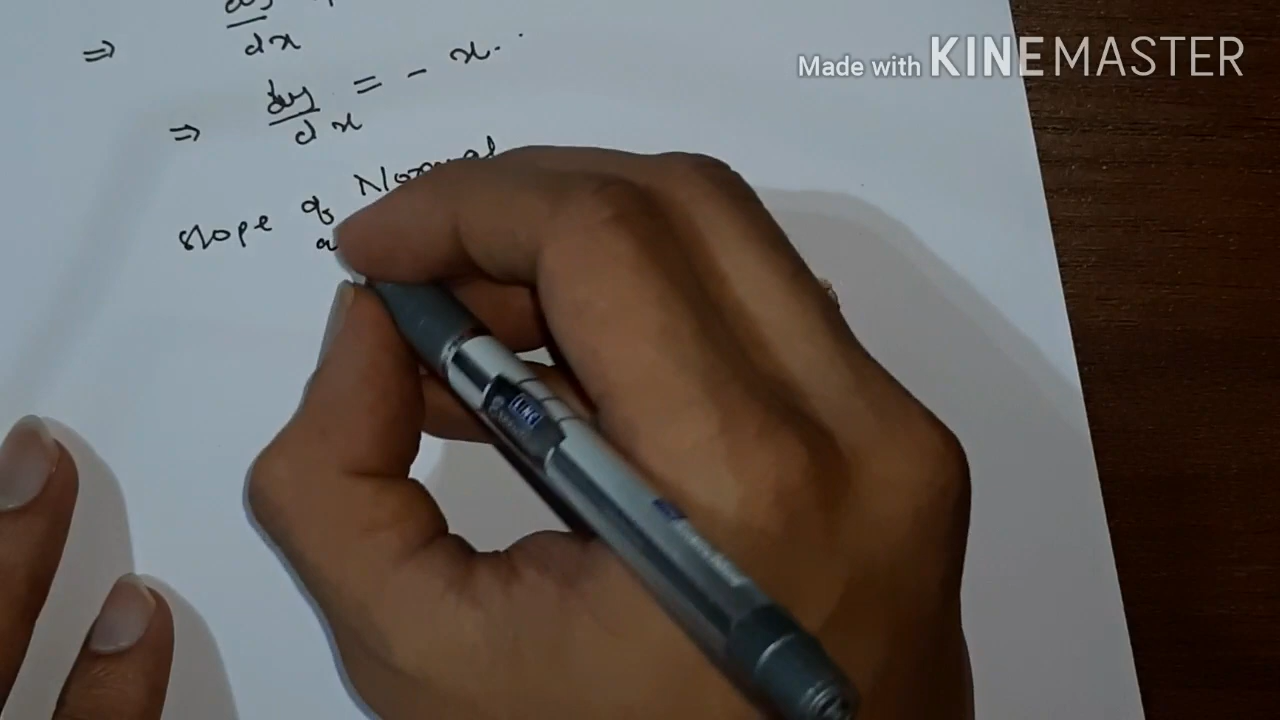 Made with KINEMASTER
⇒ dx
⇒ dy/dx = - x.
slope of Normal